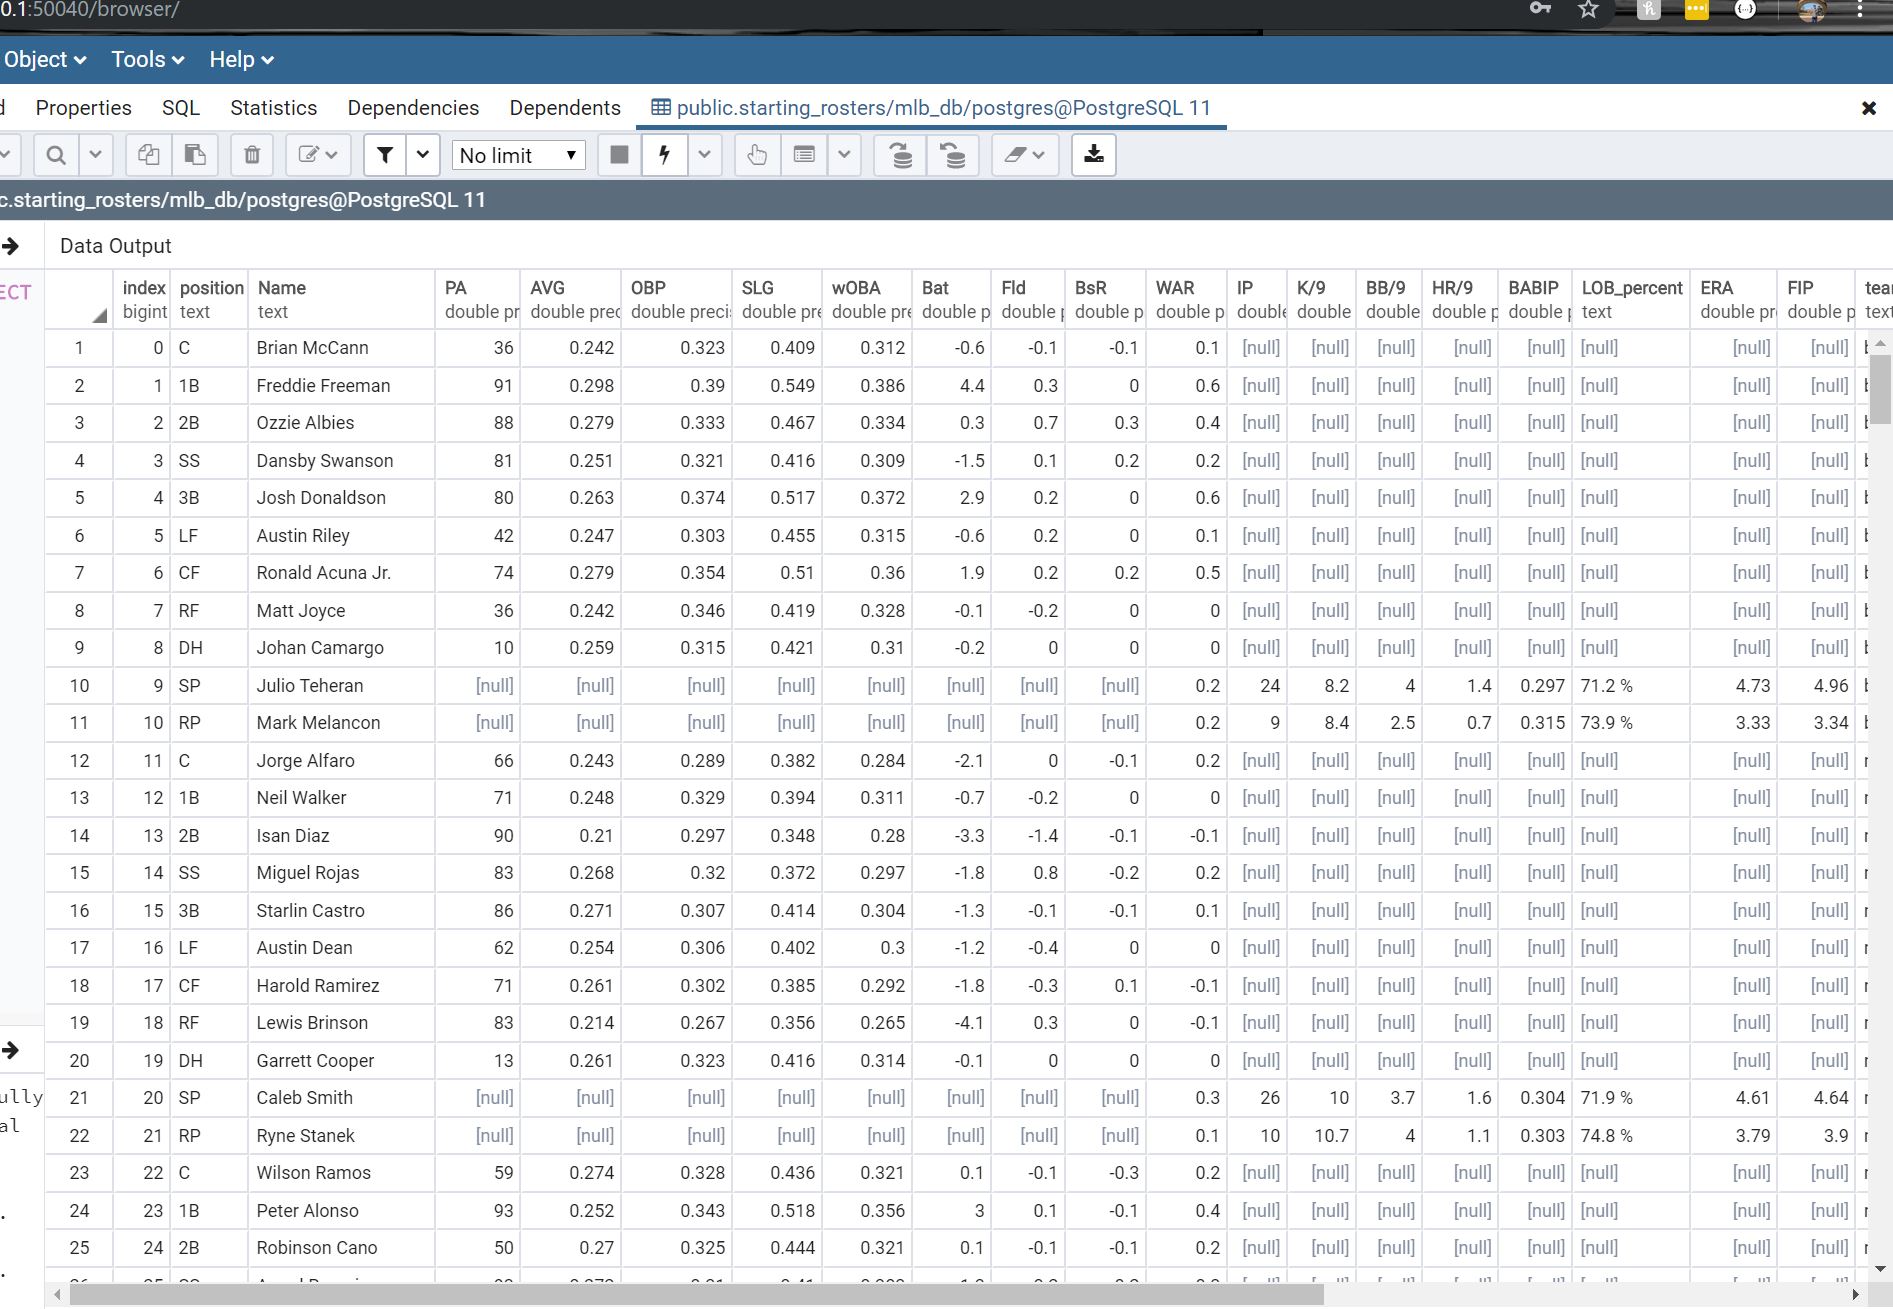 0.1:50040/browser/
Object Tools Help
Properties SQL Statistics Dependencies Dependents public.starting_rosters/mlb_db/postgres@PostgreSQL 11
No limit
c.starting_rosters/mlb_db/postgres@PostgreSQL 11
Data Output
ECT
index position Name PA AVG OBP SLG wOBA Bat Fld BsR WAR IP K/9 BB/9 HR/9 BABIP LOB_percent ERA FIP tea
bigint text text double pr double prec double preci double pre double pre double p double p double p double p double double double double p double p text double pr double p text
1 0 C Brian McCann 36 0.242 0.323 0.409 0.312 -0.6 -0.1 -0.1 0.1 [null] [null] [null] [null] [null] [null] [null] [null]
2 1 1B Freddie Freeman 91 0.298 0.39 0.549 0.386 4.4 0.3 0 0.6 [null] [null] [null] [null] [null] [null] [null] [null]
3 2 2B Ozzie Albies 88 0.279 0.333 0.467 0.334 0.3 0.7 0.3 0.4 [null] [null] [null] [null] [null] [null] [null] [null]
4 3 SS Dansby Swanson 81 0.251 0.321 0.416 0.309 -1.5 0.1 0.2 0.2 [null] [null] [null] [null] [null] [null] [null] [null]
5 4 3B Josh Donaldson 80 0.263 0.374 0.517 0.372 2.9 0.2 0 0.6 [null] [null] [null] [null] [null] [null] [null] [null]
6 5 LF Austin Riley 42 0.247 0.303 0.455 0.315 -0.6 0.2 0 0.1 [null] [null] [null] [null] [null] [null] [null] [null]
7 6 CF Ronald Acuna Jr. 74 0.279 0.354 0.51 0.36 1.9 0.2 0.2 0.5 [null] [null] [null] [null] [null] [null] [null] [null]
8 7 RF Matt Joyce 36 0.242 0.346 0.419 0.328 -0.1 -0.2 0 0 [null] [null] [null] [null] [null] [null] [null] [null]
9 8 DH Johan Camargo 10 0.259 0.315 0.421 0.31 -0.2 0 0 0 [null] [null] [null] [null] [null] [null] [null] [null]
10 9 SP Julio Teheran [null] [null] [null] [null] [null] [null] [null] [null] 0.2 24 8.2 4 1.4 0.297 71.2 % 4.73 4.96
11 10 RP Mark Melancon [null] [null] [null] [null] [null] [null] [null] [null] 0.2 9 8.4 2.5 0.7 0.315 73.9 % 3.33 3.34
12 11 C Jorge Alfaro 66 0.243 0.289 0.382 0.284 -2.1 0 -0.1 0.2 [null] [null] [null] [null] [null] [null] [null] [null]
13 12 1B Neil Walker 71 0.248 0.329 0.394 0.311 -0.7 -0.2 0 0 [null] [null] [null] [null] [null] [null] [null] [null]
14 13 2B Isan Diaz 90 0.21 0.297 0.348 0.28 -3.3 -1.4 -0.1 -0.1 [null] [null] [null] [null] [null] [null] [null] [null]
15 14 SS Miguel Rojas 83 0.268 0.32 0.372 0.297 -1.8 0.8 -0.2 0.2 [null] [null] [null] [null] [null] [null] [null] [null]
16 15 3B Starlin Castro 86 0.271 0.307 0.414 0.304 -1.3 -0.1 -0.1 0.1 [null] [null] [null] [null] [null] [null] [null] [null]
17 16 LF Austin Dean 62 0.254 0.306 0.402 0.3 -1.2 -0.4 0 0 [null] [null] [null] [null] [null] [null] [null] [null]
18 17 CF Harold Ramirez 71 0.261 0.302 0.385 0.292 -1.8 -0.3 0.1 -0.1 [null] [null] [null] [null] [null] [null] [null] [null]
19 18 RF Lewis Brinson 83 0.214 0.267 0.356 0.265 -4.1 0.3 0 -0.1 [null] [null] [null] [null] [null] [null] [null] [null]
20 19 DH Garrett Cooper 13 0.261 0.323 0.416 0.314 -0.1 0 0 0 [null] [null] [null] [null] [null] [null] [null] [null]
ully
21 20 SP Caleb Smith [null] [null] [null] [null] [null] [null] [null] [null] 0.3 26 10 3.7 1.6 0.304 71.9 % 4.61 4.64
al
22 21 RP Ryne Stanek [null] [null] [null] [null] [null] [null] [null] [null] 0.1 10 10.7 4 1.1 0.303 74.8 % 3.79 3.9
23 22 C Wilson Ramos 59 0.274 0.328 0.436 0.321 0.1 -0.1 -0.3 0.2 [null] [null] [null] [null] [null] [null] [null] [null]
24 23 1B Peter Alonso 93 0.252 0.343 0.518 0.356 3 0.1 -0.1 0.4 [null] [null] [null] [null] [null] [null] [null] [null]
25 24 2B Robinson Cano 50 0.27 0.325 0.444 0.321 0.1 -0.1 -0.1 0.2 [null] [null] [null] [null] [null] [null] [null] [null]